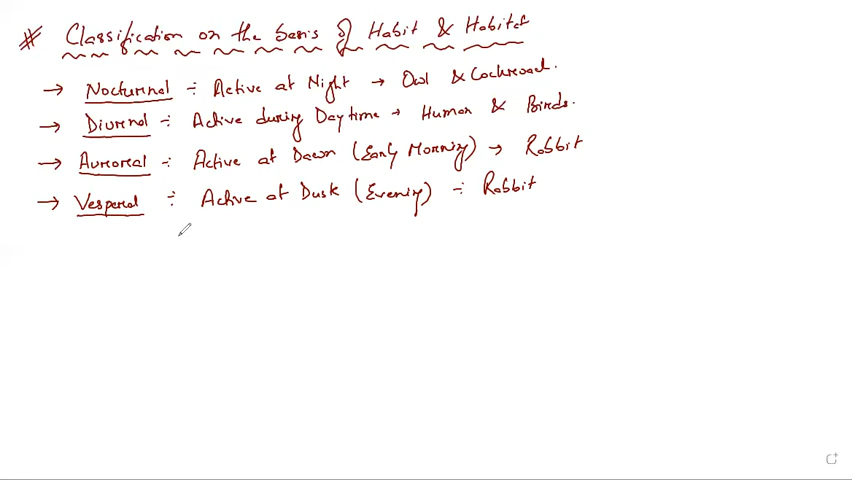 # Classification on the basis of Habit & Habitat
→ Nocturnal ÷ Active at Night → Owl & Cockroach.
→ Diurnal ÷ Active during Daytime → Human & Birds.
→ Auroral ÷ Active at Dawn (Early Morning) → Rabbit
→ Vesperal ÷ Active at Dusk (Evening) ÷ Rabbit